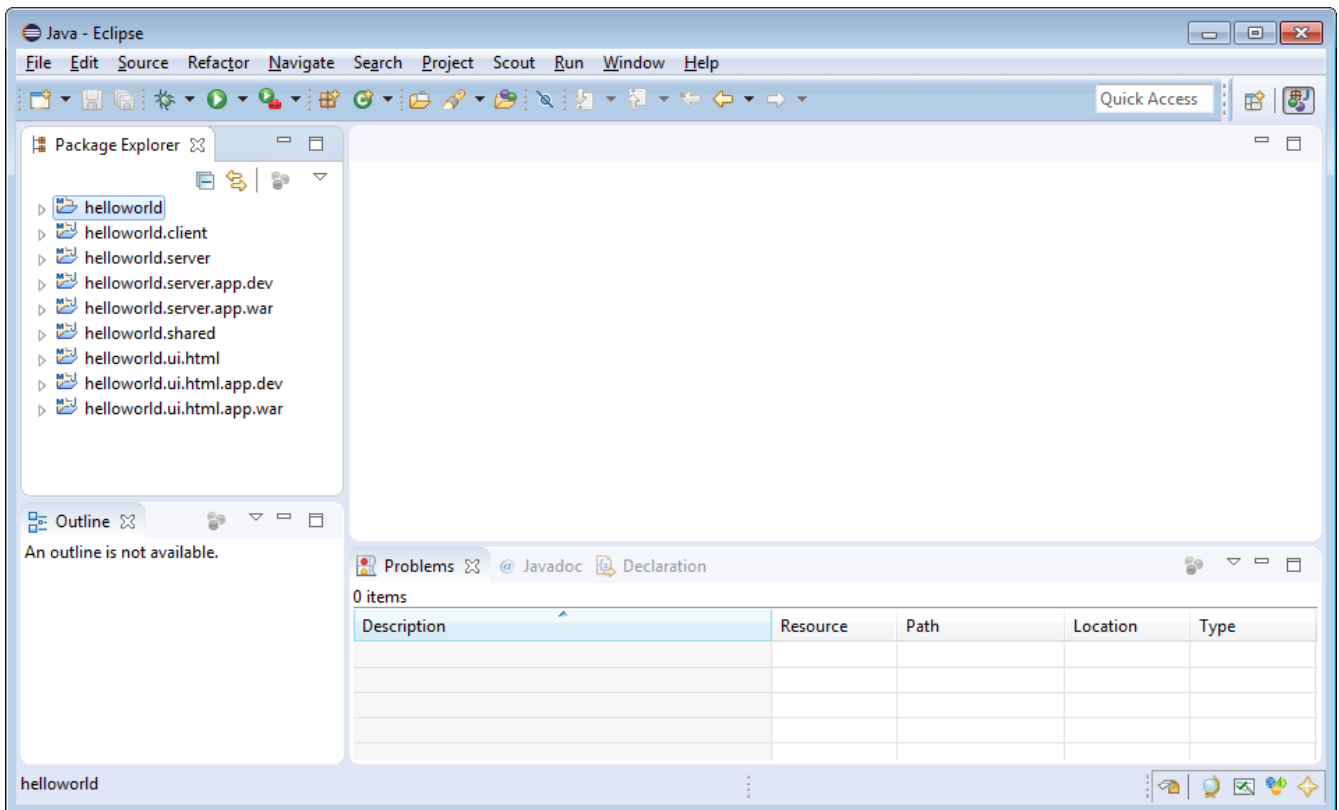 Java - Eclipse
File Edit Source Refactor Navigate Search Project Scout Run Window Help
Quick Access
Package Explorer
helloworld
helloworld.client
helloworld.server
helloworld.server.app.dev
helloworld.server.app.war
helloworld.shared
helloworld.ui.html
helloworld.ui.html.app.dev
helloworld.ui.html.app.war
Outline
An outline is not available.
Problems @ Javadoc Declaration
0 items
Description Resource Path Location Type
helloworld